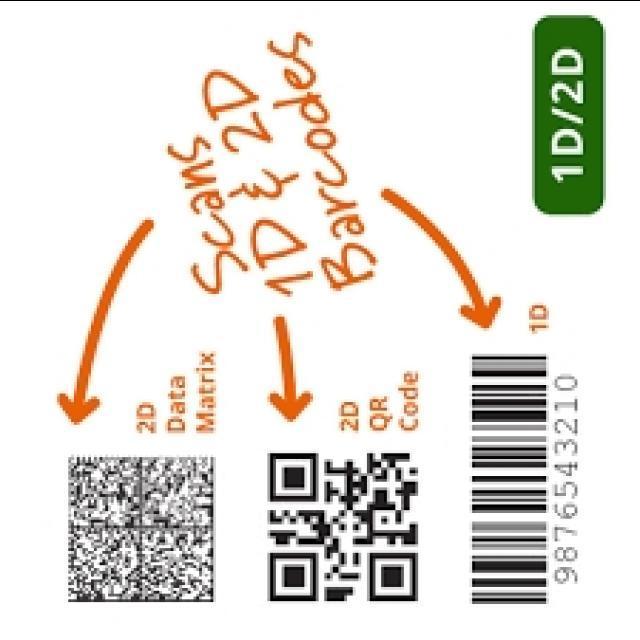 1D/2D
Scans
1D & 2D
Barcodes
2D
Data
Matrix
2D
QR
Code
1D
9876543210